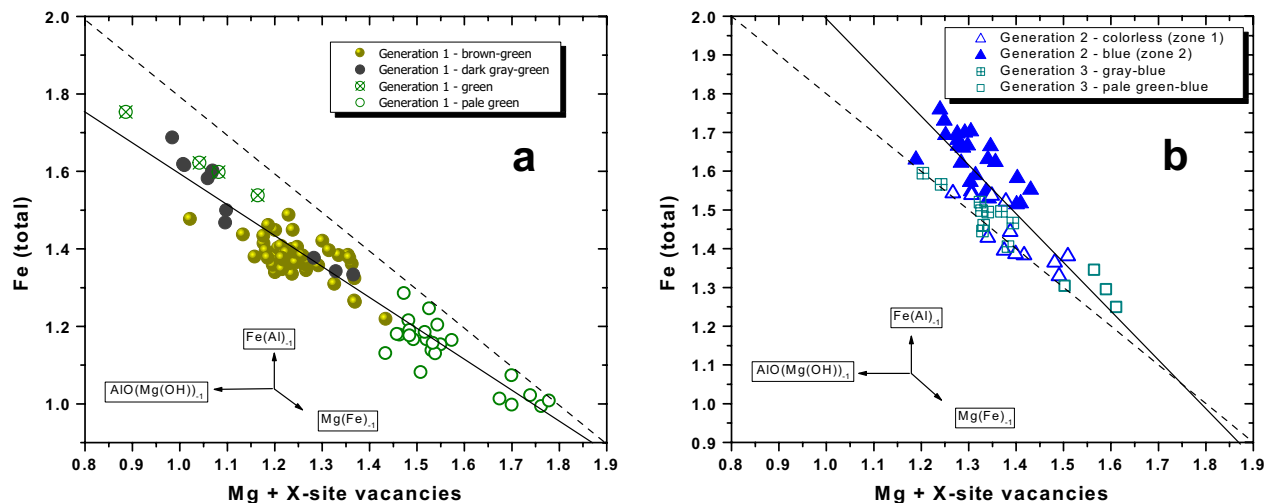 2.0
1.8
1.6
1.4
1.2
1.0
0.8 0.9 1.0 1.1 1.2 1.3 1.4 1.5 1.6 1.7 1.8 1.9
Fe (total)
Mg + X-site vacancies
Generation 1 - brown-green
Generation 1 - dark gray-green
Generation 1 - green
Generation 1 - pale green
a
Fe(Al)-1
AlO(Mg(OH))-1
Mg(Fe)-1
2.0
1.9
1.8
1.7
1.6
1.5
1.4
1.3
1.2
1.1
1.0
0.9
0.8 0.9 1.0 1.1 1.2 1.3 1.4 1.5 1.6 1.7 1.8 1.9
Fe (total)
Mg + X-site vacancies
Generation 2 - colorless (zone 1)
Generation 2 - blue (zone 2)
Generation 3 - gray-blue
Generation 3 - pale green-blue
b
Fe(Al)-1
AlO(Mg(OH))-1
Mg(Fe)-1